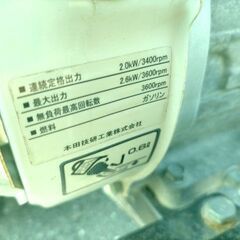 ■連続定格出力 2.0kW/3400rpm
■最大出力 2.6kW/3600rpm
■無負荷最高回転数 3600rpm
■燃料 ガソリン
本田技研工業株式会社
0.6ℓ